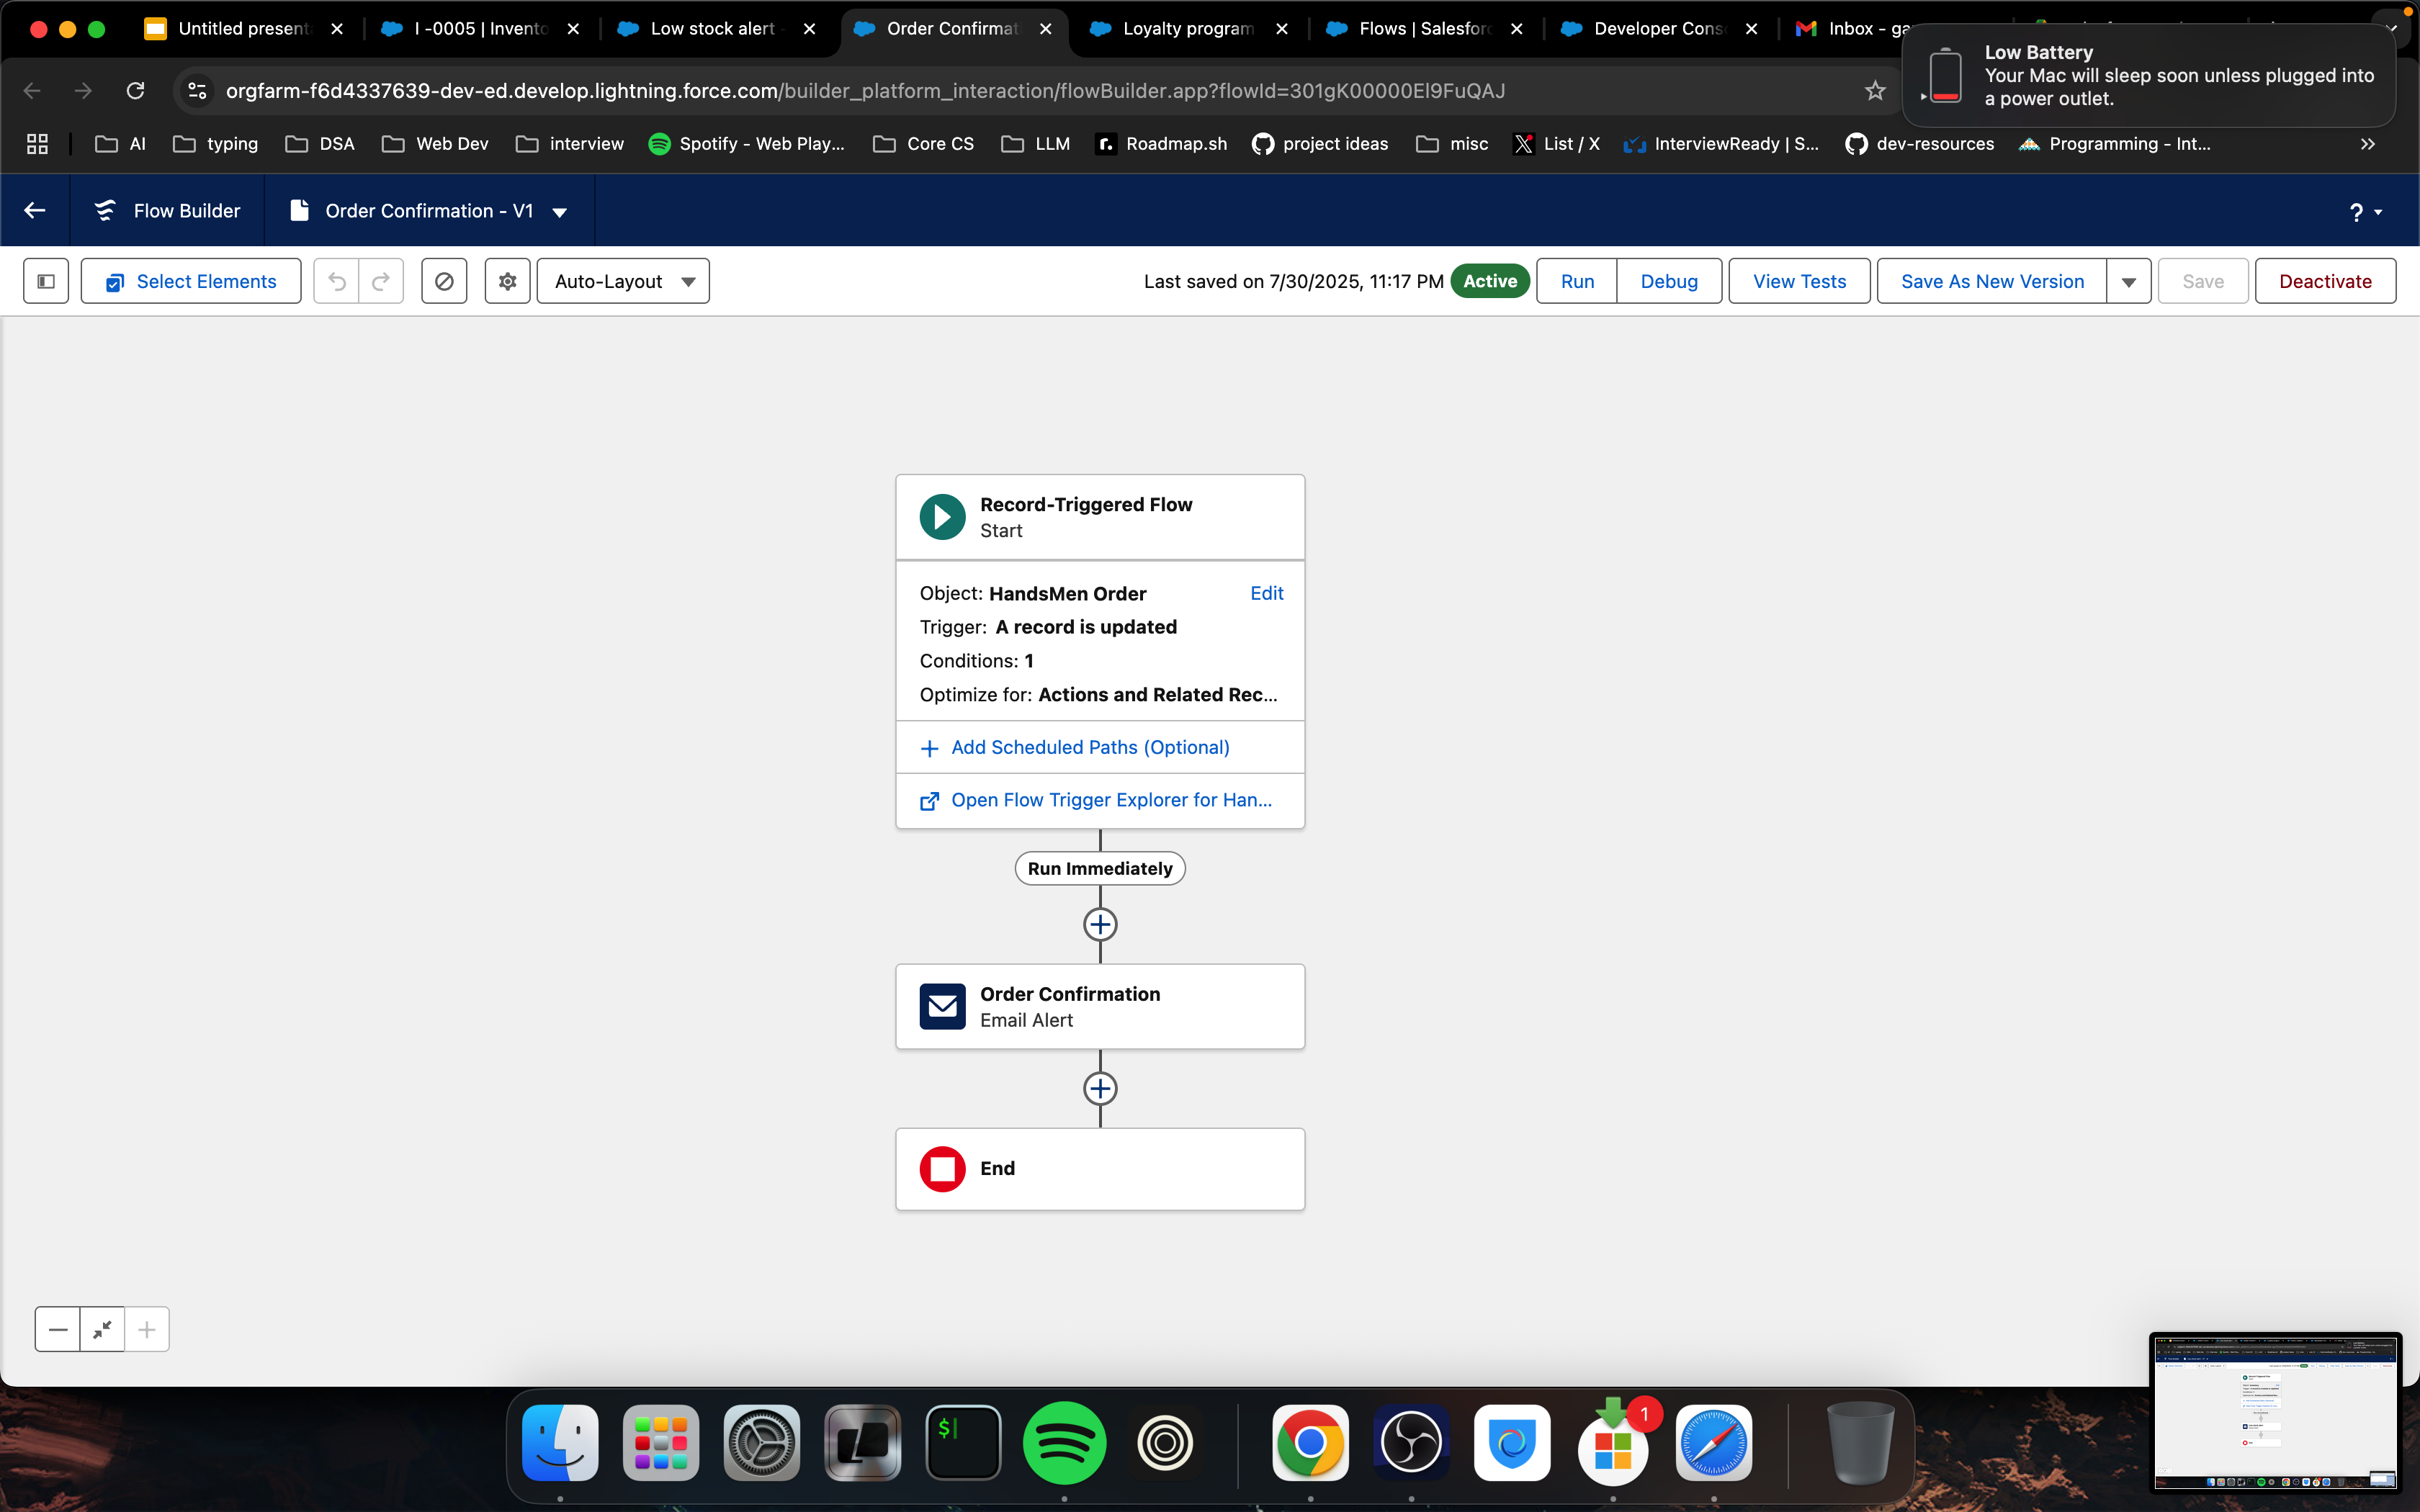 Untitled present
I -0005 | Invento
Low stock alert
Order Confirmat
Loyalty program
Flows | Salesforc
Developer Cons
Inbox - ga
Low Battery
Your Mac will sleep soon unless plugged into
a power outlet.
orgfarm-f6d4337639-dev-ed.develop.lightning.force.com/builder_platform_interaction/flowBuilder.app?flowId=301gK00000El9FuQAJ
AI
typing
DSA
Web Dev
interview
Spotify - Web Play...
Core CS
LLM
Roadmap.sh
project ideas
misc
List / X
InterviewReady | S...
dev-resources
Programming - Int...
Flow Builder
Order Confirmation - V1
?
Select Elements
Auto-Layout
Last saved on 7/30/2025, 11:17 PM
Active
Run
Debug
View Tests
Save As New Version
Save
Deactivate
Record-Triggered Flow
Start
Object: HandsMen Order
Edit
Trigger: A record is updated
Conditions: 1
Optimize for: Actions and Related Rec...
Add Scheduled Paths (Optional)
Open Flow Trigger Explorer for Han...
Run Immediately
Order Confirmation
Email Alert
End
$
1